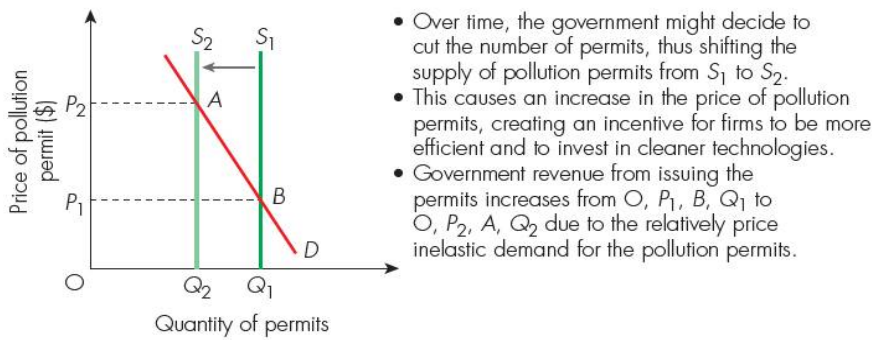 Price of pollution
permit ($)
S2 S1
P2 A
P1 B
D
O Q2 Q1
Quantity of permits
• Over time, the government might decide to
cut the number of permits, thus shifting the
supply of pollution permits from S1 to S2.
• This causes an increase in the price of pollution
permits, creating an incentive for firms to be more
efficient and to invest in cleaner technologies.
• Government revenue from issuing the
permits increases from O, P1, B, Q1 to
O, P2, A, Q2 due to the relatively price
inelastic demand for the pollution permits.